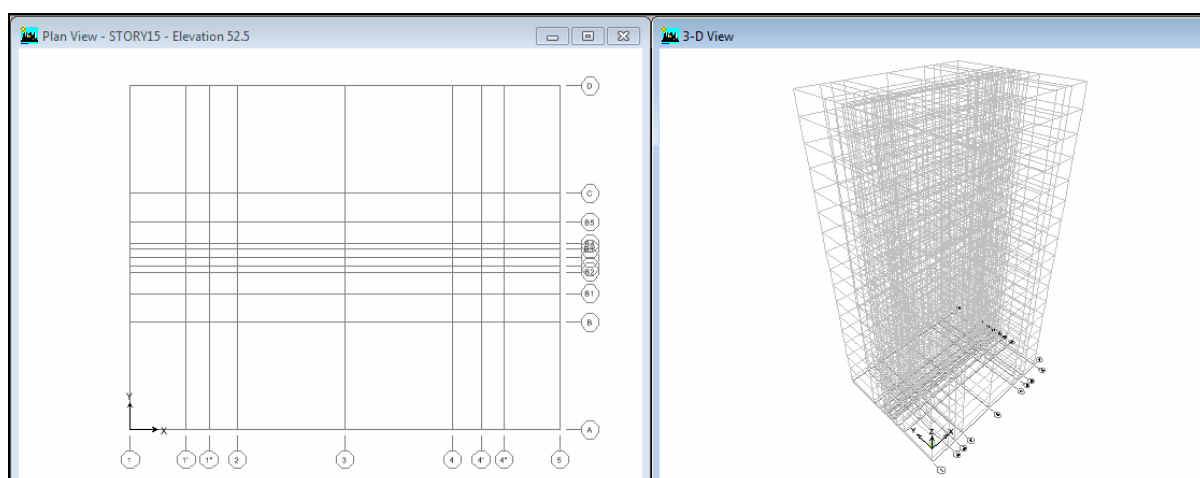 Plan View - STORY15 - Elevation 52.5
D
C
B5
B2
B1
B
Y
X
A
1
1'
1"
2
3
4
4'
4"
5
3-D View
Y
Z
X